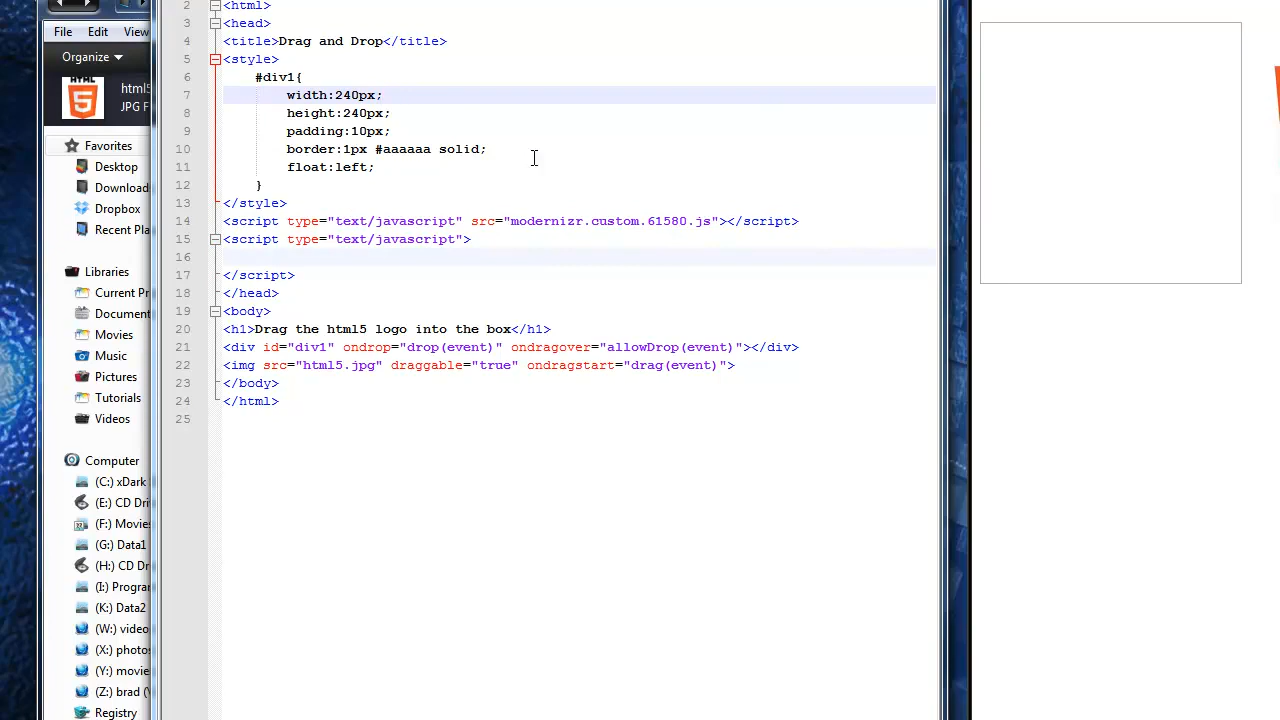 File Edit View
Organize
html5
JPG F
HTML
5
Favorites
Desktop
Download
Dropbox
Recent Pla
Libraries
Current Pr
Document
Movies
Music
Pictures
Tutorials
Videos
Computer
(C:) xDark
(E:) CD Dri
(F:) Movies
(G:) Data1
(H:) CD Dr
(I:) Progra
(K:) Data2
(W:) video
(X:) photo
(Y:) movie
(Z:) brad (
Registry
2 <html>
3 <head>
4 <title>Drag and Drop</title>
5 <style>
6 #div1{
7 width:240px;
8 height:240px;
9 padding:10px;
10 border:1px #aaaaaa solid;
11 float:left;
12 }
13 </style>
14 <script type="text/javascript" src="modernizr.custom.61580.js"></script>
15 <script type="text/javascript">
16
17 </script>
18 </head>
19 <body>
20 <h1>Drag the html5 logo into the box</h1>
21 <div id="div1" ondrop="drop(event)" ondragover="allowDrop(event)"></div>
22 <img src="html5.jpg" draggable="true" ondragstart="drag(event)">
23 </body>
24 </html>
25